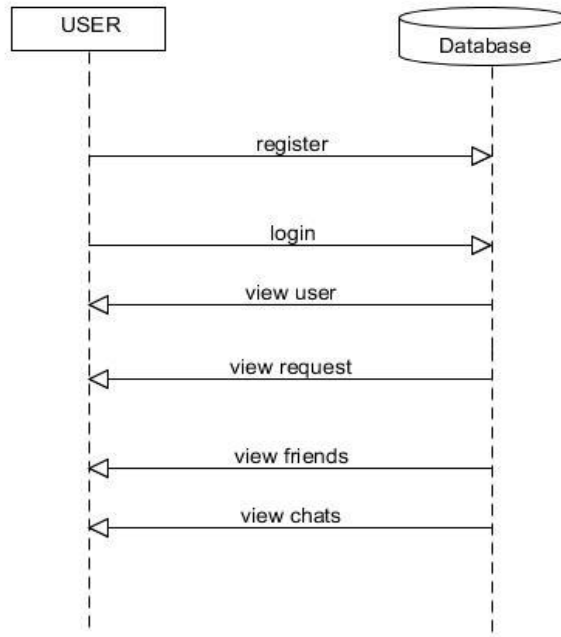 USER
Database
register
login
view user
view request
view friends
view chats